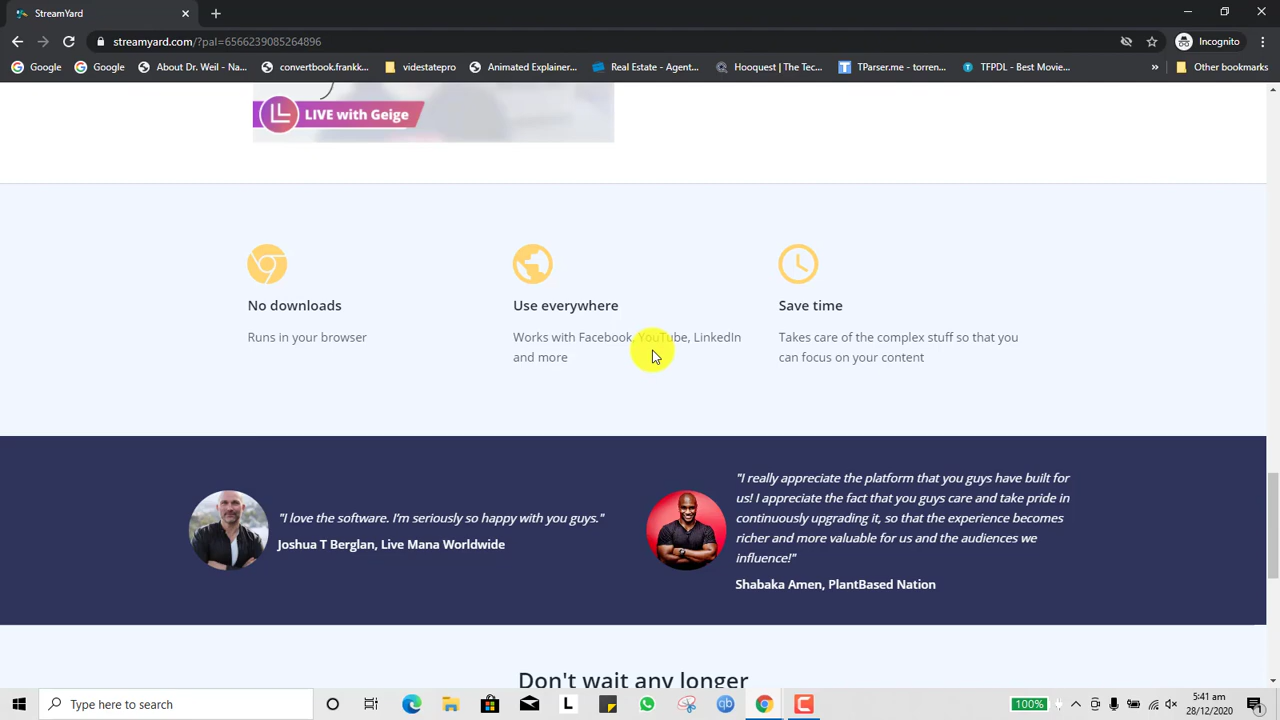 StreamYard
streamyard.com/?pal=6566239085264896
Incognito
Google
Google
About Dr. Weil - Na...
convertbook.frankk...
videstatepro
Animated Explainer...
Real Estate - Agent...
Hooquest | The Tec...
TParser.me - torren...
TFPDL - Best Movie...
»
Other bookmarks
LL LIVE with Geige
No downloads
Runs in your browser
Use everywhere
Works with Facebook, YouTube, LinkedIn
and more
Save time
Takes care of the complex stuff so that you
can focus on your content
"I love the software. I'm seriously so happy with you guys."
Joshua T Berglan, Live Mana Worldwide
"I really appreciate the platform that you guys have built for
us! I appreciate the fact that you guys care and take pride in
continuously upgrading it, so that the experience becomes
richer and more valuable for us and the audiences we
influence!"
Shabaka Amen, PlantBased Nation
Don't wait any longer
Type here to search
L
qb
C
100%
5:41 am
28/12/2020
1